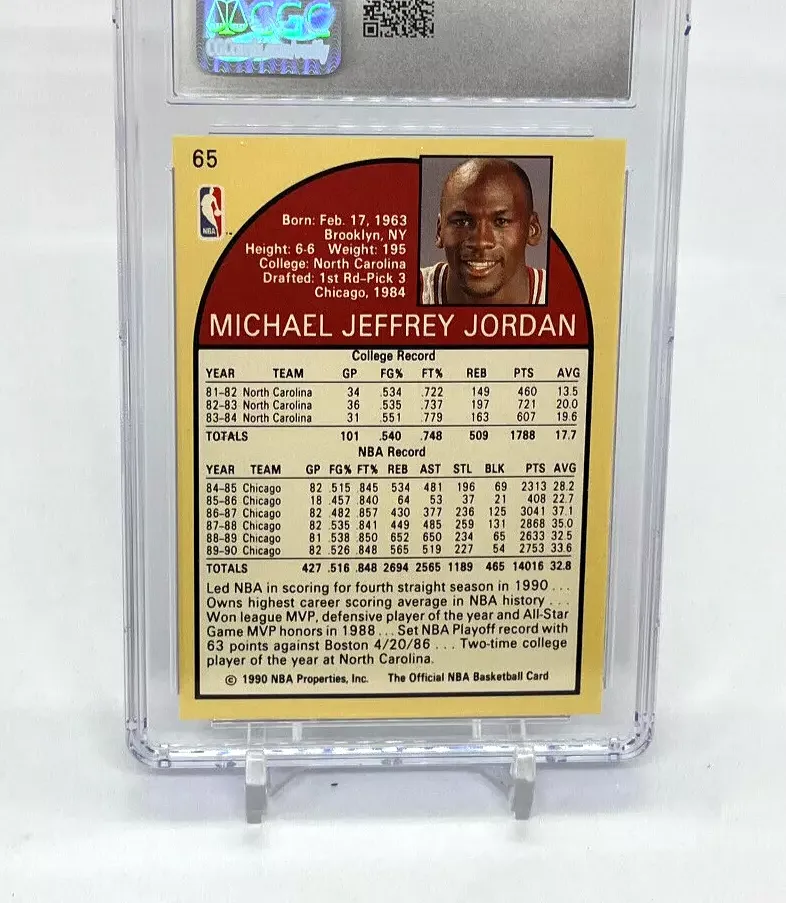 CGC
65
NBA
Born: Feb. 17, 1963
Brooklyn, NY
Height: 6-6 Weight: 195
College: North Carolina
Drafted: 1st Rd-Pick 3
Chicago, 1984
MICHAEL JEFFREY JORDAN
College Record
YEAR TEAM GP FG% FT% REB PTS AVG
81-82 North Carolina 34 .534 .722 149 460 13.5
82-83 North Carolina 36 .535 .737 197 721 20.0
83-84 North Carolina 31 .551 .779 163 607 19.6
TOTALS 101 .540 .748 509 1788 17.7
NBA Record
YEAR TEAM GP FG% FT% REB AST STL BLK PTS AVG
84-85 Chicago 82 .515 .845 534 481 196 69 2313 28.2
85-86 Chicago 18 .457 .840 64 53 37 21 408 22.7
86-87 Chicago 82 .482 .857 430 377 236 125 3041 37.1
87-88 Chicago 82 .535 .841 449 485 259 131 2868 35.0
88-89 Chicago 81 .538 .850 652 650 234 65 2633 32.5
89-90 Chicago 82 .526 .848 565 519 227 54 2753 33.6
TOTALS 427 .516 .848 2694 2565 1189 465 14016 32.8
Led NBA in scoring for fourth straight season in 1990 . . .
Owns highest career scoring average in NBA history . . .
Won league MVP, defensive player of the year and All-Star
Game MVP honors in 1988 . . . Set NBA Playoff record with
63 points against Boston 4/20/86 . . . Two-time college
player of the year at North Carolina.
© 1990 NBA Properties, Inc. The Official NBA Basketball Card